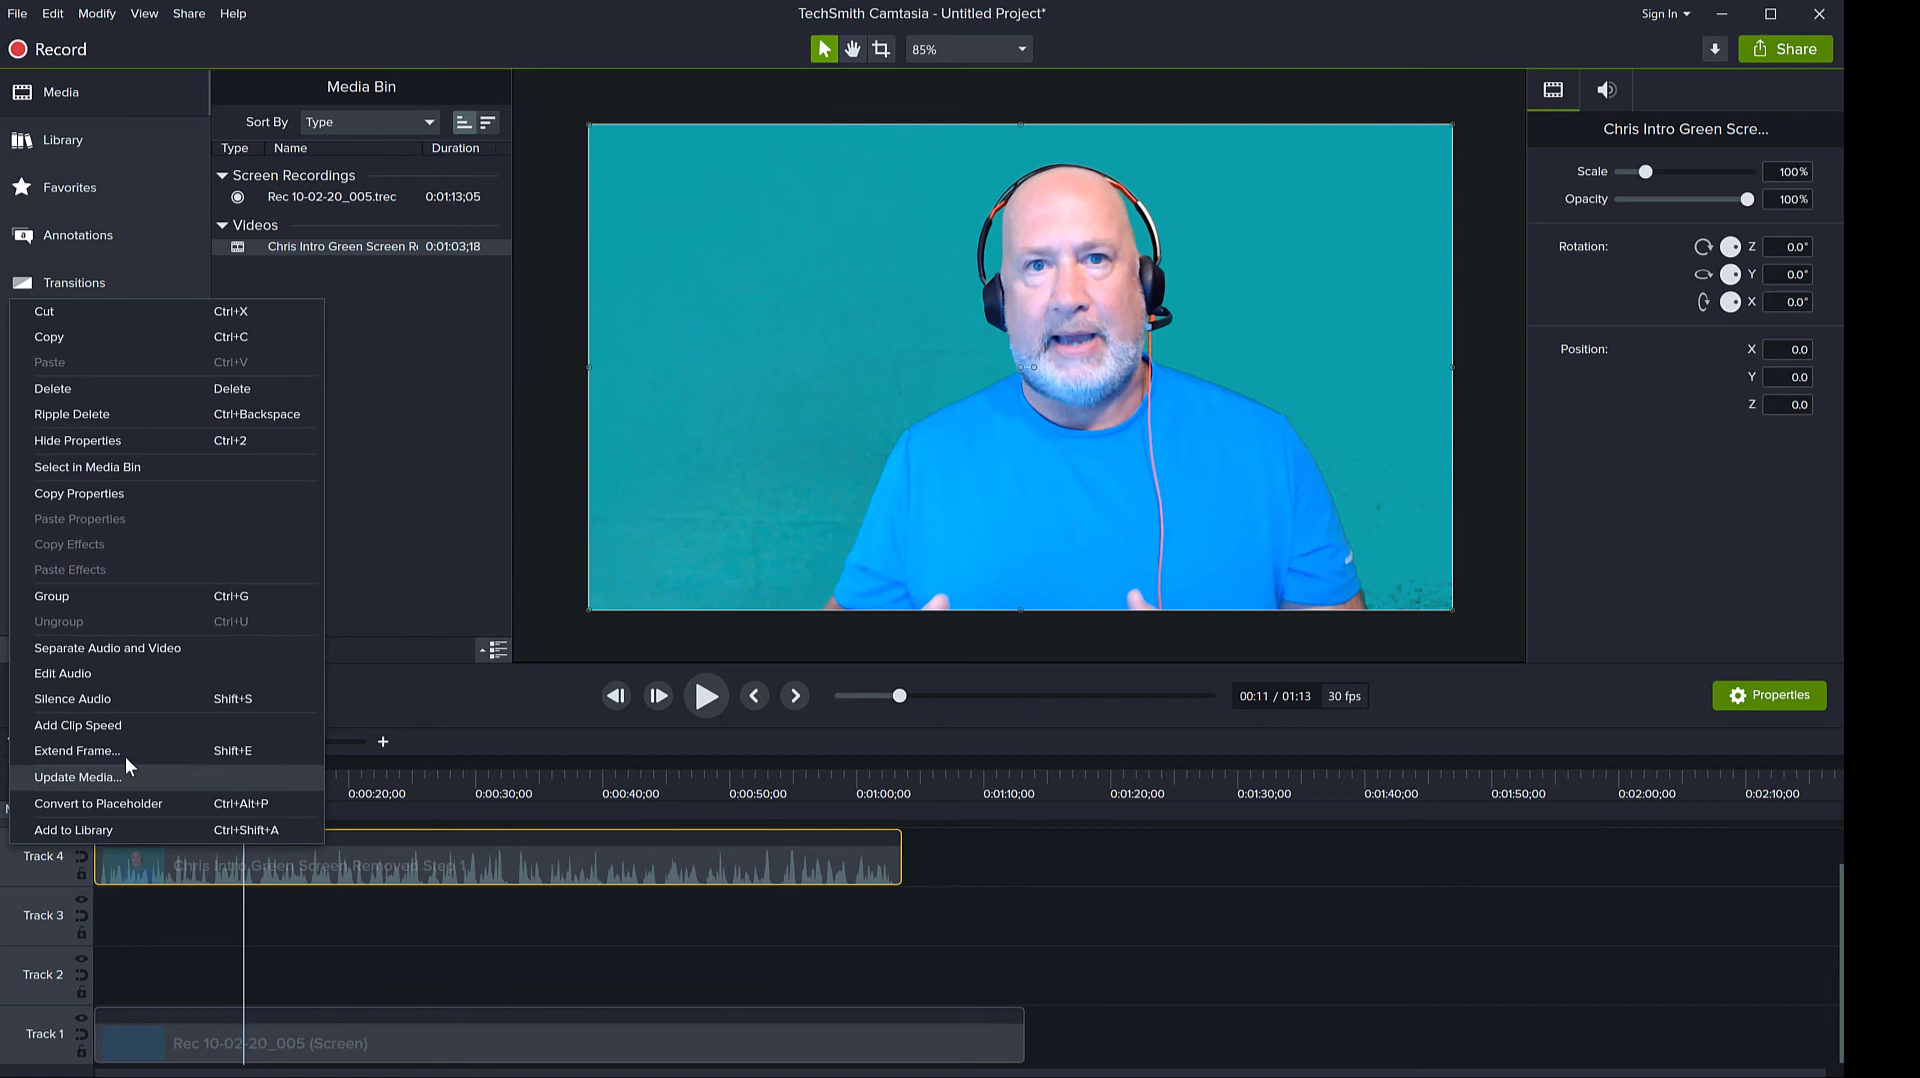 File Edit Modify View Share Help
TechSmith Camtasia - Untitled Project*
Sign In
Record
85%
Share
Media
Library
Favorites
Annotations
Transitions
Media Bin
Sort By Type
Type Name Duration
Screen Recordings
Rec 10-02-20_005.trec 0:01:13;05
Videos
Chris Intro Green Screen Re 0:01:03;18
Chris Intro Green Scre...
Scale 100%
Opacity 100%
Rotation: Z 0.0°
Y 0.0°
X 0.0°
Position: X 0.0
Y 0.0
Z 0.0
Cut Ctrl+X
Copy Ctrl+C
Paste Ctrl+V
Delete Delete
Ripple Delete Ctrl+Backspace
Hide Properties Ctrl+2
Select in Media Bin
Copy Properties
Paste Properties
Copy Effects
Paste Effects
Group Ctrl+G
Ungroup Ctrl+U
Separate Audio and Video
Edit Audio
Silence Audio Shift+S
Add Clip Speed
Extend Frame... Shift+E
Update Media...
Convert to Placeholder Ctrl+Alt+P
Add to Library Ctrl+Shift+A
00:11 / 01:13 30 fps
Properties
0:00:20;00 0:00:30;00 0:00:40;00 0:00:50;00 0:01:00;00 0:01:10;00 0:01:20;00 0:01:30;00 0:01:40;00 0:01:50;00 0:02:00;00 0:02:10;00
Track 4
Chris Intro Green Screen Removed Step 1
Track 3
Track 2
Track 1
Rec 10-02-20_005 (Screen)